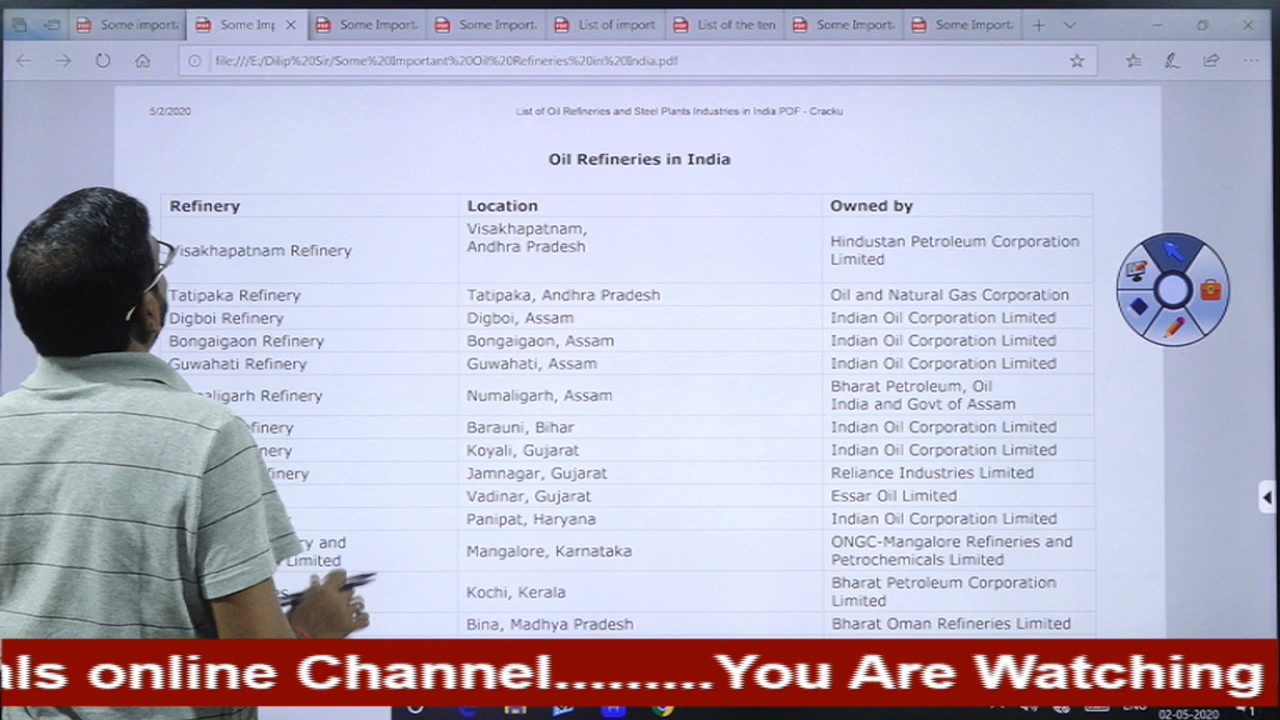 Some importa
Some Imp
Some Import.
Some Import.
List of import
List of the ten
Some Import.
Some Import.
file:///E:/Dilip%20Sir/Some%20Important%20Oil%20Refineries%20in%20India.pdf
5/2/2020
List of Oil Refineries and Steel Plants Industries in India PDF - Cracku
Oil Refineries in India
Refinery Location Owned by
Visakhapatnam Refinery Visakhapatnam, Andhra Pradesh Hindustan Petroleum Corporation Limited
Tatipaka Refinery Tatipaka, Andhra Pradesh Oil and Natural Gas Corporation
Digboi Refinery Digboi, Assam Indian Oil Corporation Limited
Bongaigaon Refinery Bongaigaon, Assam Indian Oil Corporation Limited
Guwahati Refinery Guwahati, Assam Indian Oil Corporation Limited
aligarh Refinery Numaligarh, Assam Bharat Petroleum, Oil India and Govt of Assam
finery Barauni, Bihar Indian Oil Corporation Limited
nery Koyali, Gujarat Indian Oil Corporation Limited
finery Jamnagar, Gujarat Reliance Industries Limited
Vadinar, Gujarat Essar Oil Limited
Panipat, Haryana Indian Oil Corporation Limited
ry and Limited Mangalore, Karnataka ONGC-Mangalore Refineries and Petrochemicals Limited
Kochi, Kerala Bharat Petroleum Corporation Limited
Bina, Madhya Pradesh Bharat Oman Refineries Limited
als online Channel.........You Are Watching
02-05-2020